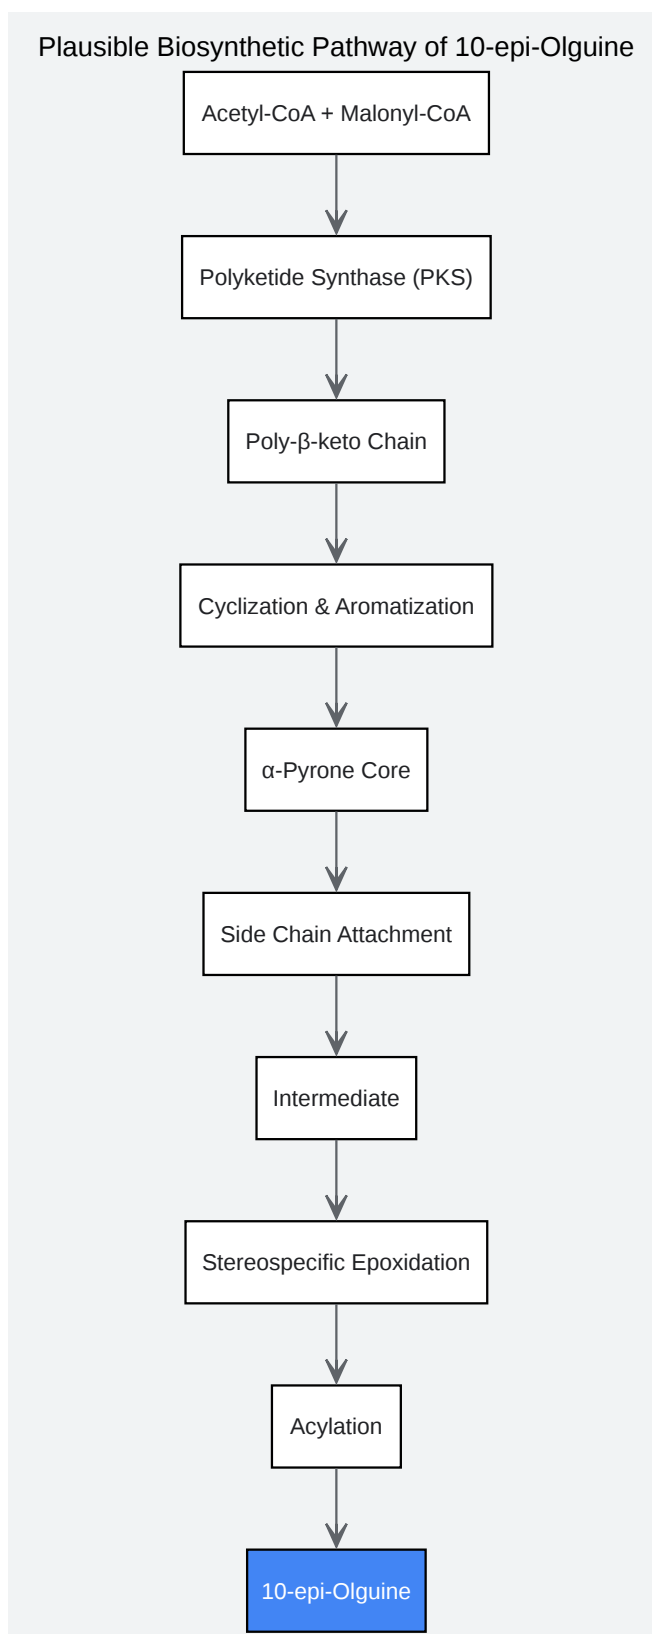 Plausible Biosynthetic Pathway of 10-epi-Olguine
Acetyl-CoA + Malonyl-CoA
Polyketide Synthase (PKS)
Poly-β-keto Chain
Cyclization & Aromatization
α-Pyrone Core
Side Chain Attachment
Intermediate
Stereospecific Epoxidation
Acylation
10-epi-Olguine